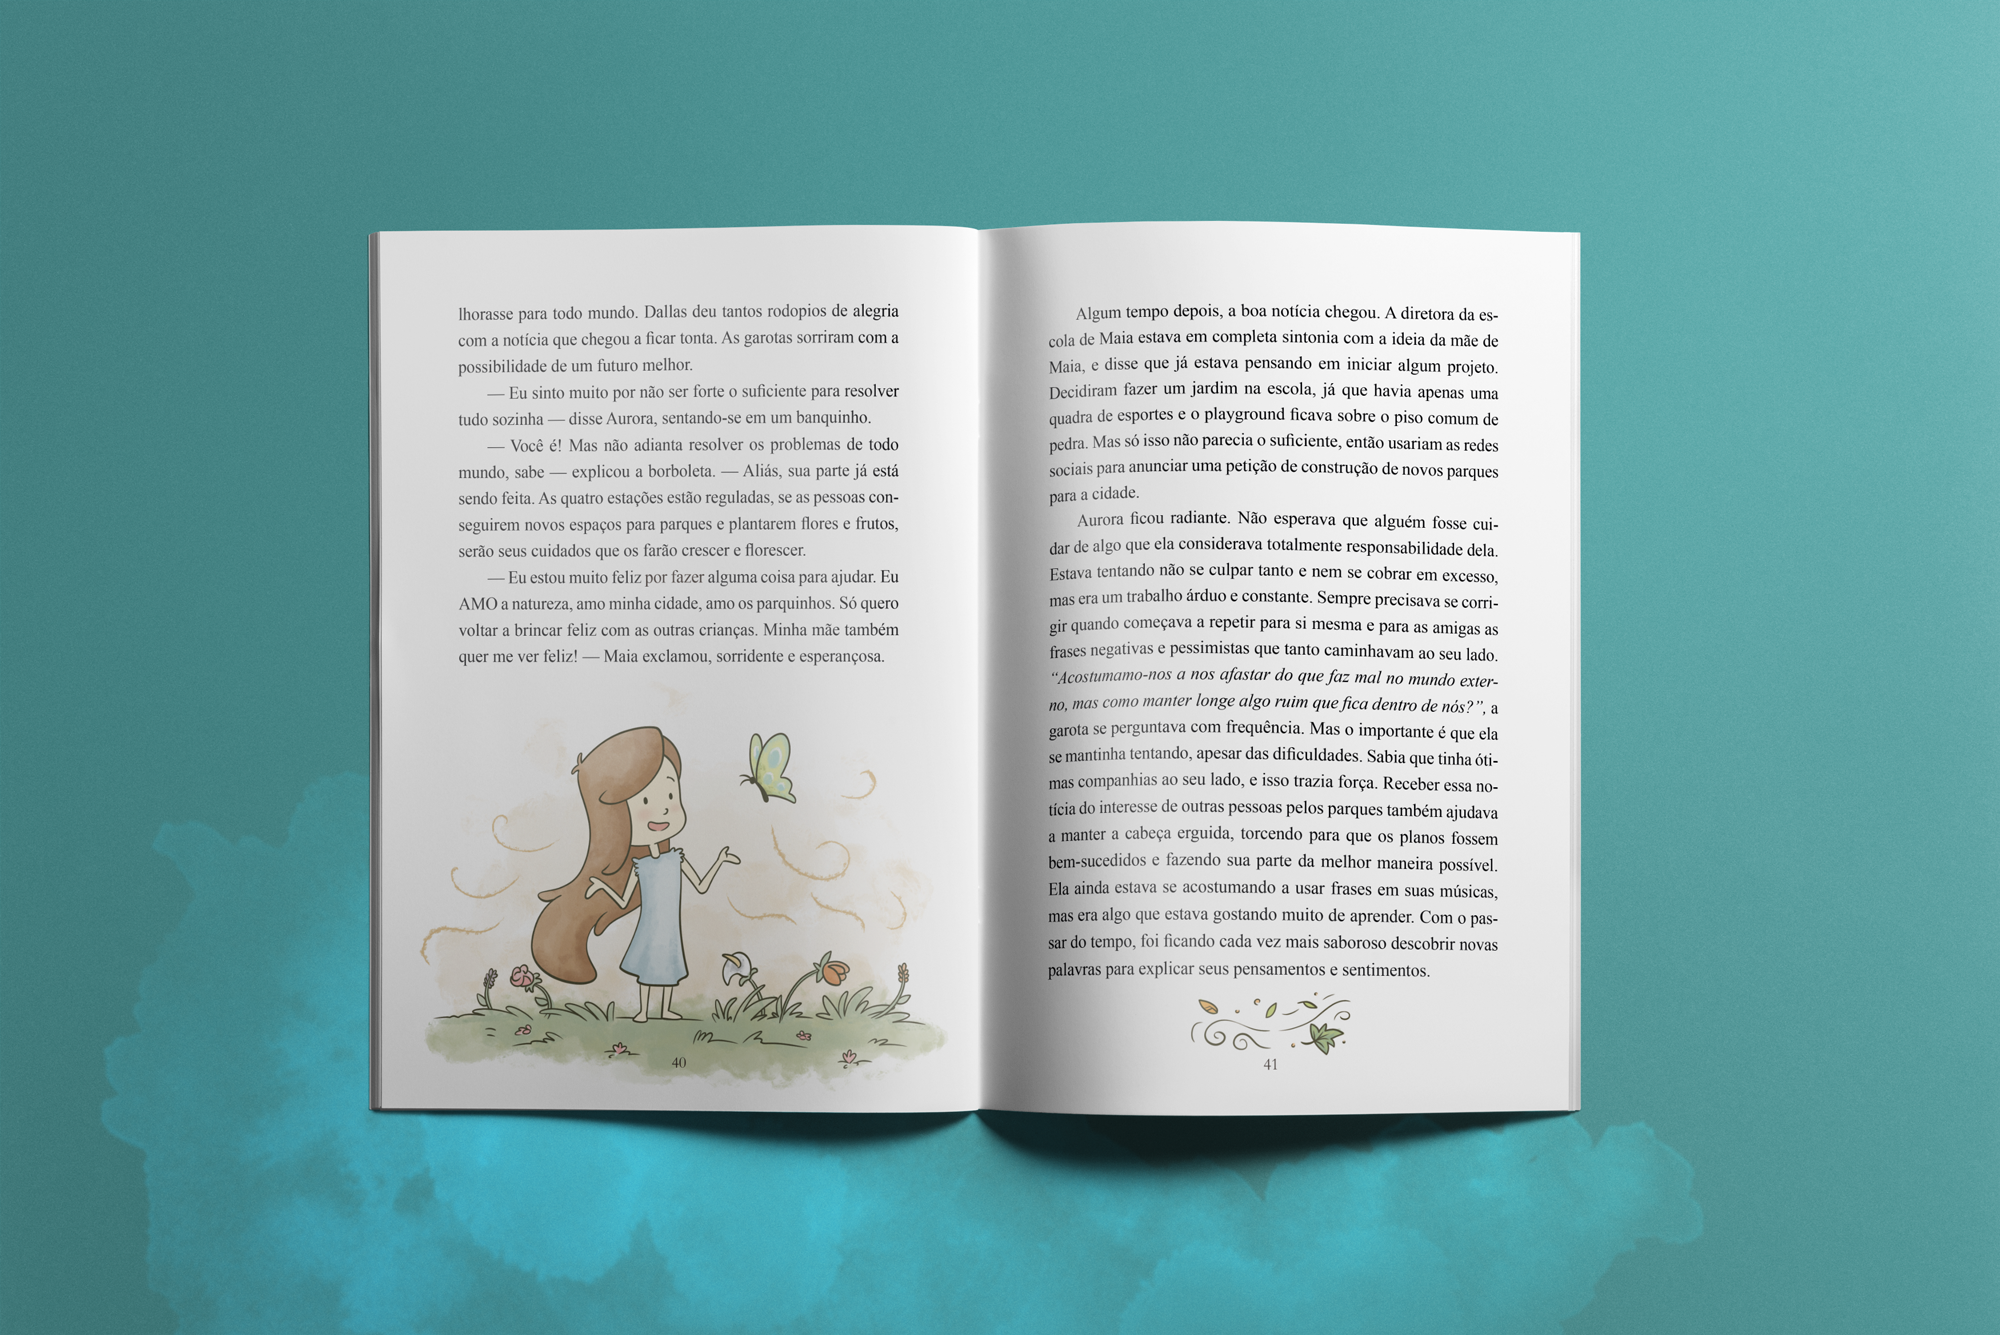 lhorasse para todo mundo. Dallas deu tantos rodopios de alegria
com a notícia que chegou a ficar tonta. As garotas sorriram com a
possibilidade de um futuro melhor.
— Eu sinto muito por não ser forte o suficiente para resolver
tudo sozinha — disse Aurora, sentando-se em um banquinho.
— Você é! Mas não adianta resolver os problemas de todo
mundo, sabe — explicou a borboleta. — Aliás, sua parte já está
sendo feita. As quatro estações estão reguladas, se as pessoas con-
seguirem novos espaços para parques e plantarem flores e frutos,
serão seus cuidados que os farão crescer e florescer.
— Eu estou muito feliz por fazer alguma coisa para ajudar. Eu
AMO a natureza, amo minha cidade, amo os parquinhos. Só quero
voltar a brincar feliz com as outras crianças. Minha mãe também
quer me ver feliz! — Maia exclamou, sorridente e esperançosa.
40
Algum tempo depois, a boa notícia chegou. A diretora da es-
cola de Maia estava em completa sintonia com a ideia da mãe de
Maia, e disse que já estava pensando em iniciar algum projeto.
Decidiram fazer um jardim na escola, já que havia apenas uma
quadra de esportes e o playground ficava sobre o piso comum de
pedra. Mas só isso não parecia o suficiente, então usariam as redes
sociais para anunciar uma petição de construção de novos parques
para a cidade.
Aurora ficou radiante. Não esperava que alguém fosse cui-
dar de algo que ela considerava totalmente responsabilidade dela.
Estava tentando não se culpar tanto e nem se cobrar em excesso,
mas era um trabalho árduo e constante. Sempre precisava se corri-
gir quando começava a repetir para si mesma e para as amigas as
frases negativas e pessimistas que tanto caminhavam ao seu lado.
“Acostumamo-nos a nos afastar do que faz mal no mundo exter-
no, mas como manter longe algo ruim que fica dentro de nós?”, a
garota se perguntava com frequência. Mas o importante é que ela
se mantinha tentando, apesar das dificuldades. Sabia que tinha óti-
mas companhias ao seu lado, e isso trazia força. Receber essa no-
tícia do interesse de outras pessoas pelos parques também ajudava
a manter a cabeça erguida, torcendo para que os planos fossem
bem-sucedidos e fazendo sua parte da melhor maneira possível.
Ela ainda estava se acostumando a usar frases em suas músicas,
mas era algo que estava gostando muito de aprender. Com o pas-
sar do tempo, foi ficando cada vez mais saboroso descobrir novas
palavras para explicar seus pensamentos e sentimentos.
41